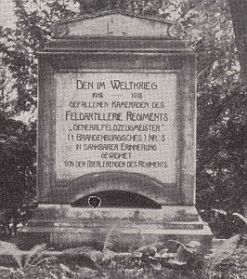 DEN IM WELTKRIEG
1914 — 1918
GEFALLENEN KAMERADEN DES
FELDARTILLERIE REGIMENTS
„GENERALFELDZEUGMEISTER"
(1. BRANDENBURGISCHES) NR. 3
IN DANKBARER ERINNERUNG
GEWIDMET
VON DEN ÜBERLEBENDEN DES REGIMENTS.